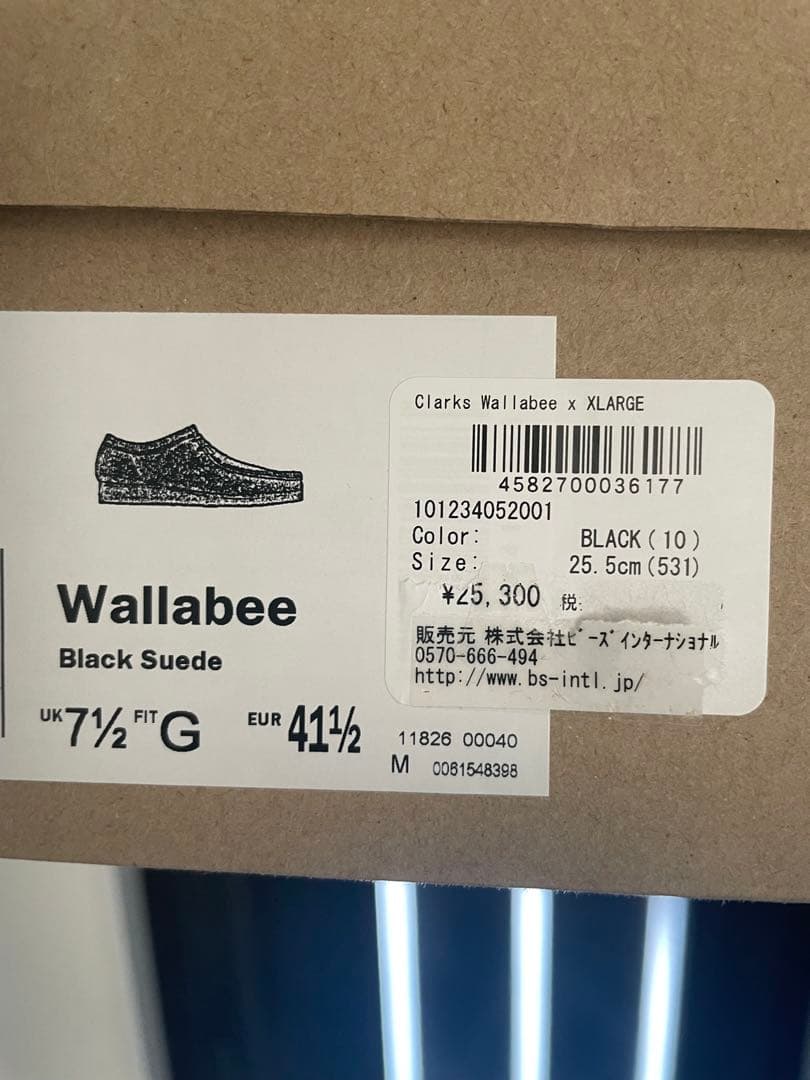 Wallabee
Black Suede
UK 7½ FIT G EUR 41½
11826 00040
M 0061548398
Clarks Wallabee x XLARGE
4582700036177
101234052001
Color: BLACK(10)
Size: 25.5cm(531)
¥25,300 税
販売元 株式会社ビーズインターナショナル
0570-666-494
http://www.bs-intl.jp/